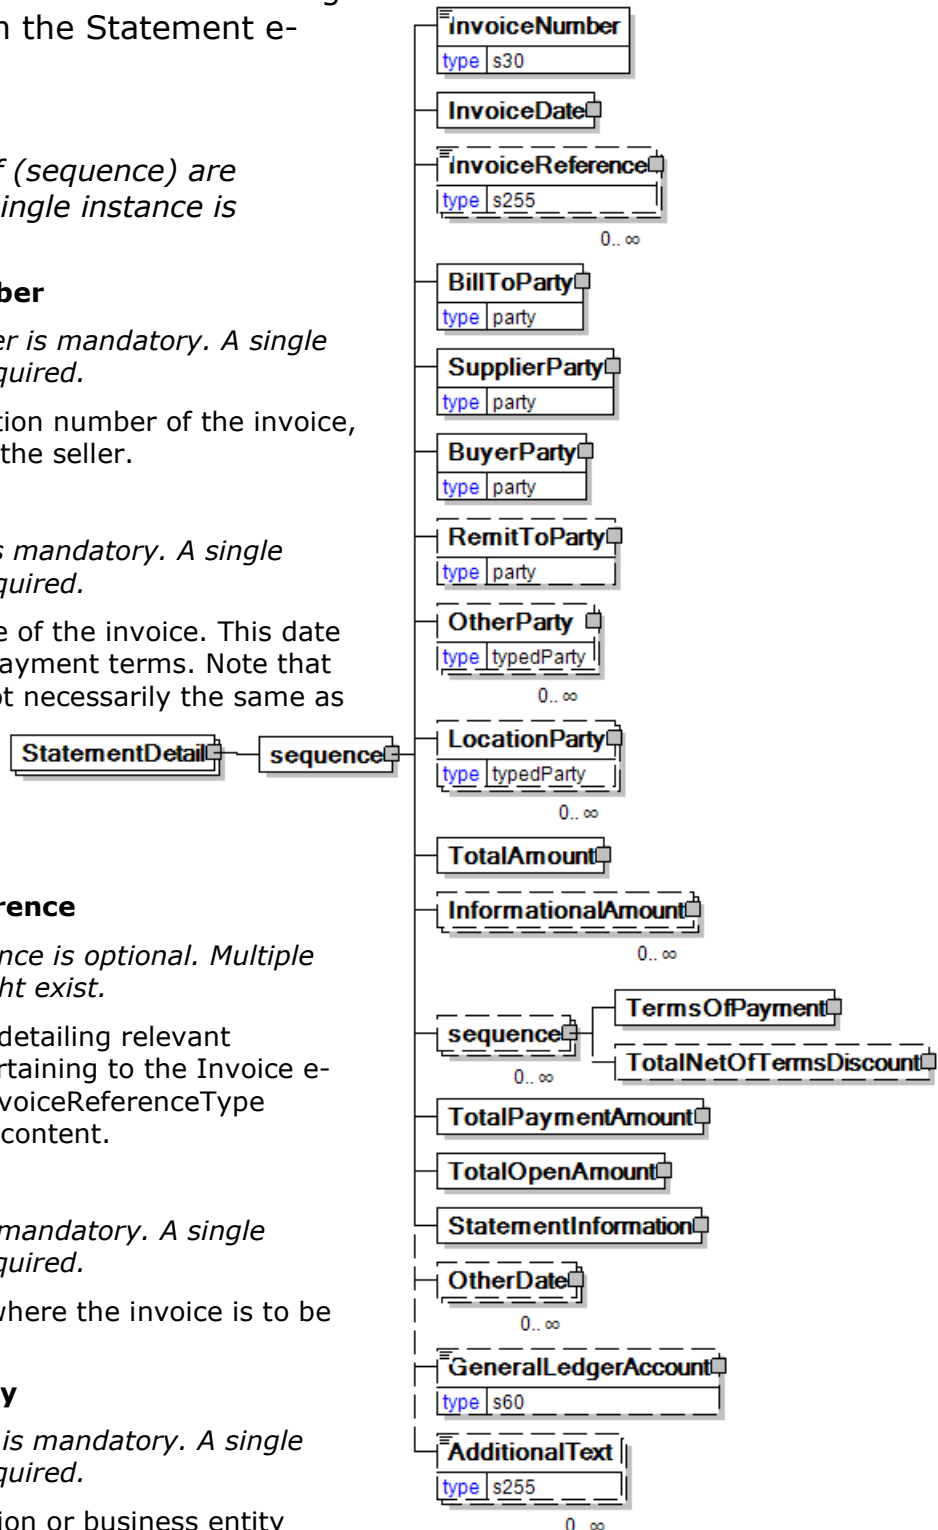 n the Statement e-
f (sequence) are
ingle instance is
ber
er is mandatory. A single
quired.
tion number of the invoice,
the seller.
s mandatory. A single
quired.
e of the invoice. This date
ayment terms. Note that
ot necessarily the same as
rence
nce is optional. Multiple
ht exist.
detailing relevant
rtaining to the Invoice e-
voiceReferenceType
content.
mandatory. A single
quired.
where the invoice is to be
y
is mandatory. A single
quired.
ion or business entity
StatementDetail
sequence
InvoiceNumber
type s30
InvoiceDate
InvoiceReference
type s255
0.. ∞
BillToParty
type party
SupplierParty
type party
BuyerParty
type party
RemitToParty
type party
OtherParty
type typedParty
0.. ∞
LocationParty
type typedParty
0.. ∞
TotalAmount
InformationalAmount
0.. ∞
sequence
0.. ∞
TermsOfPayment
TotalNetOfTermsDiscount
TotalPaymentAmount
TotalOpenAmount
StatementInformation
OtherDate
0.. ∞
GeneralLedgerAccount
type s60
AdditionalText
type s255
0.. ∞